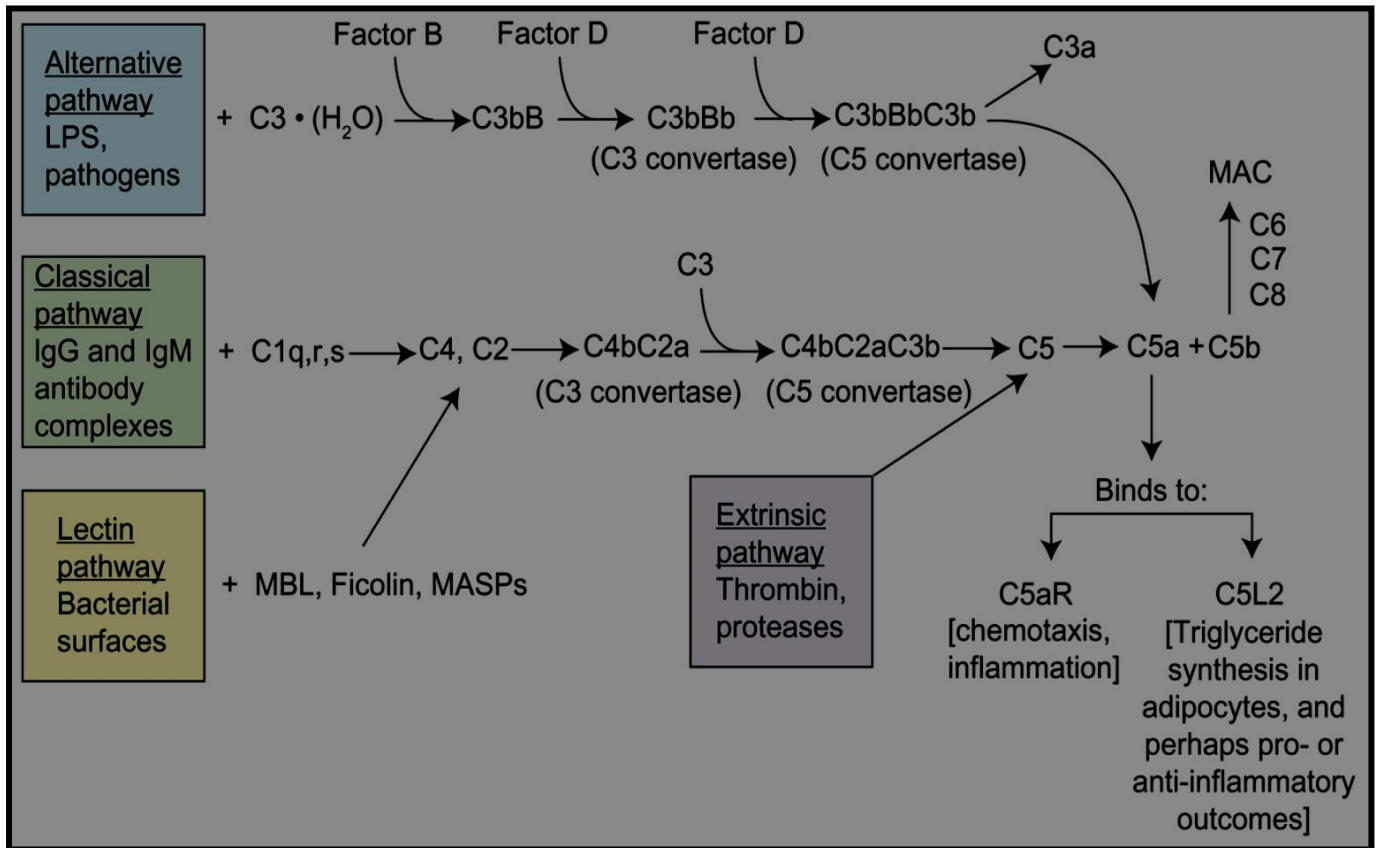 Alternative
pathway
LPS,
pathogens
+ C3 • (H₂O)
Factor B
C3bB
Factor D
C3bBb
(C3 convertase)
Factor D
C3bBbC3b
(C5 convertase)
C3a
MAC
C6
C7
C8
Classical
pathway
IgG and IgM
antibody
complexes
+ C1q,r,s
C4, C2
C4bC2a
(C3 convertase)
C3
C4bC2aC3b
(C5 convertase)
C5
C5a + C5b
Lectin
pathway
Bacterial
surfaces
+ MBL, Ficolin, MASPs
Extrinsic
pathway
Thrombin,
proteases
Binds to:
C5aR
[chemotaxis,
inflammation]
C5L2
[Triglyceride
synthesis in
adipocytes, and
perhaps pro- or
anti-inflammatory
outcomes]